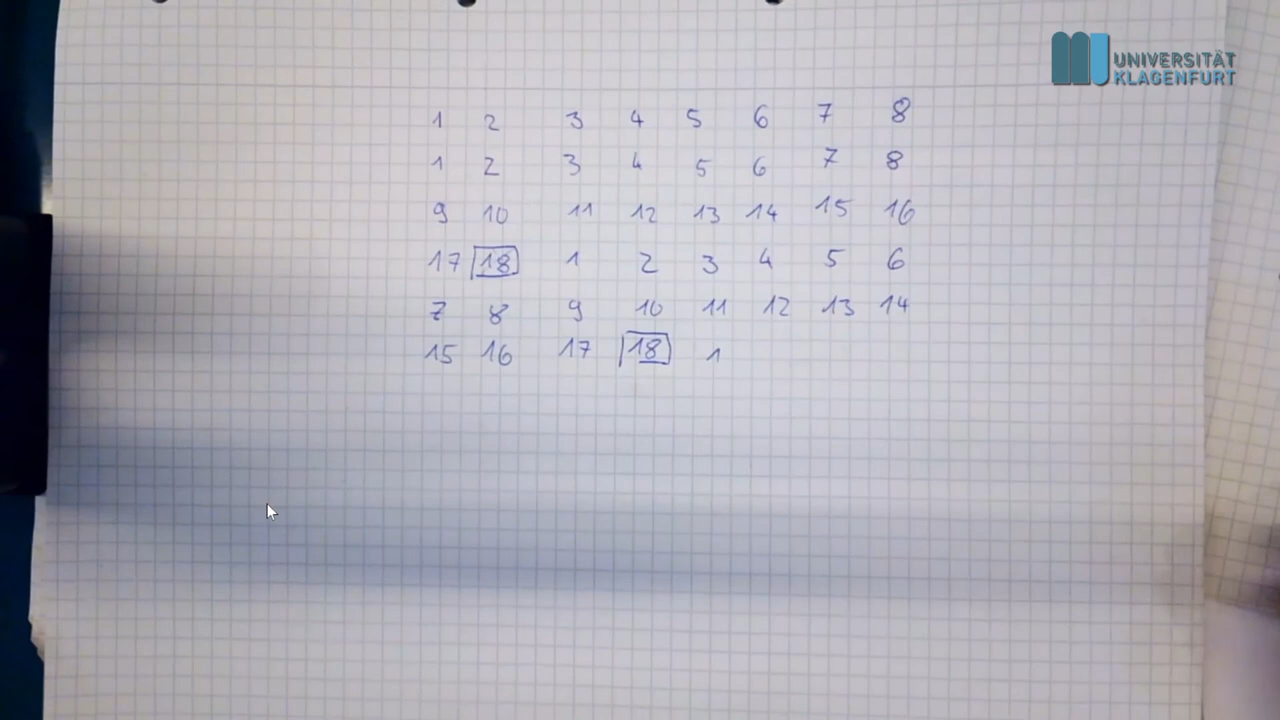 UNIVERSITÄT
KLAGENFURT
1 2 3 4 5 6 7 8
1 2 3 4 5 6 7 8
9 10 11 12 13 14 15 16
17 18 1 2 3 4 5 6
7 8 9 10 11 12 13 14
15 16 17 18 1